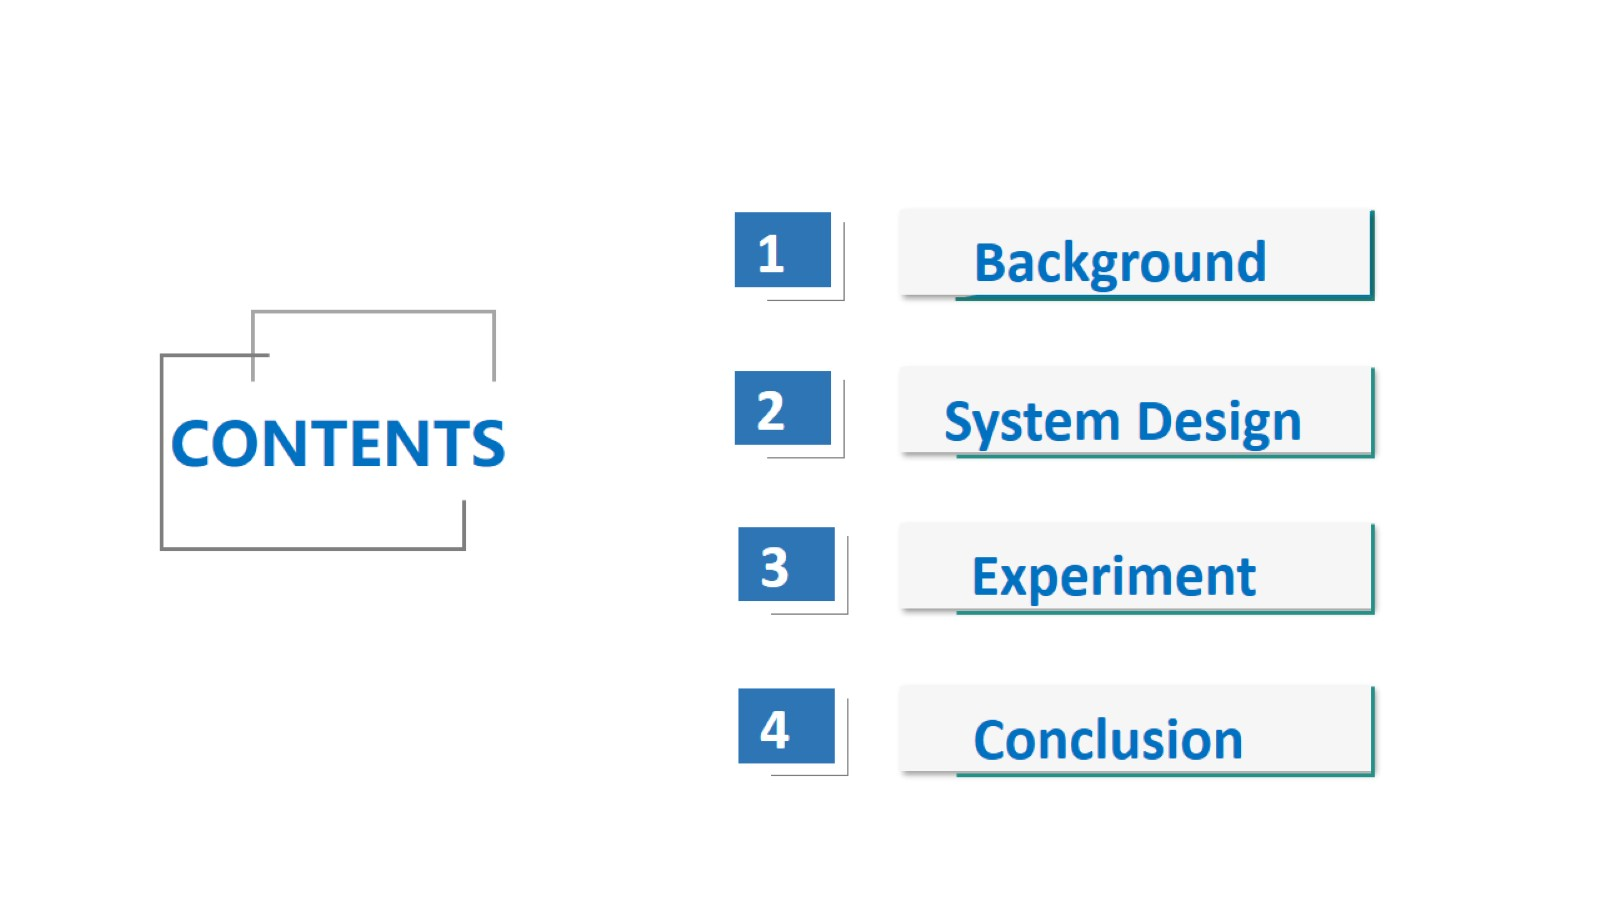 CONTENTS
1 Background
2 System Design
3 Experiment
4 Conclusion